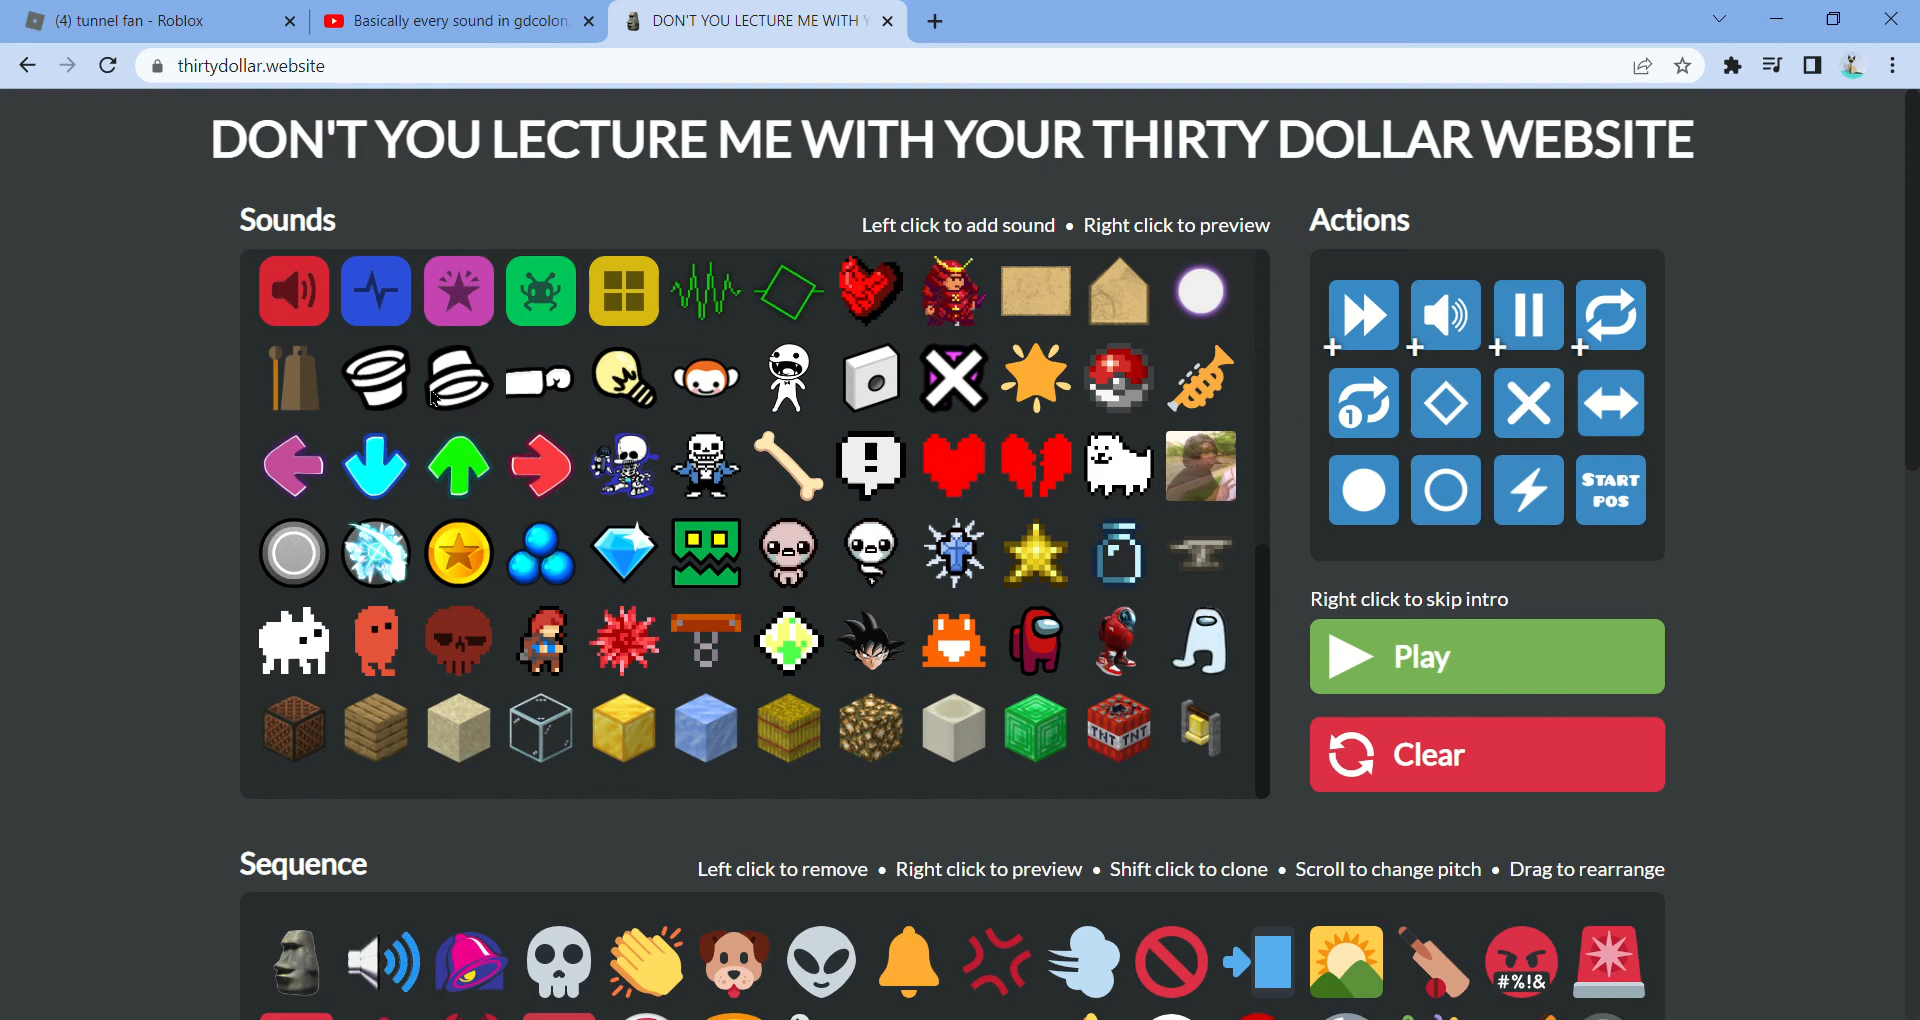 (4) tunnel fan - Roblox
Basically every sound in gdcolon
DON'T YOU LECTURE ME WITH Y
thirtydollar.website
DON'T YOU LECTURE ME WITH YOUR THIRTY DOLLAR WEBSITE
Sounds
Left click to add sound • Right click to preview
Actions
1
START
POS
Right click to skip intro
Play
Clear
TNT TNT
Sequence
Left click to remove • Right click to preview • Shift click to clone • Scroll to change pitch • Drag to rearrange
#%!&